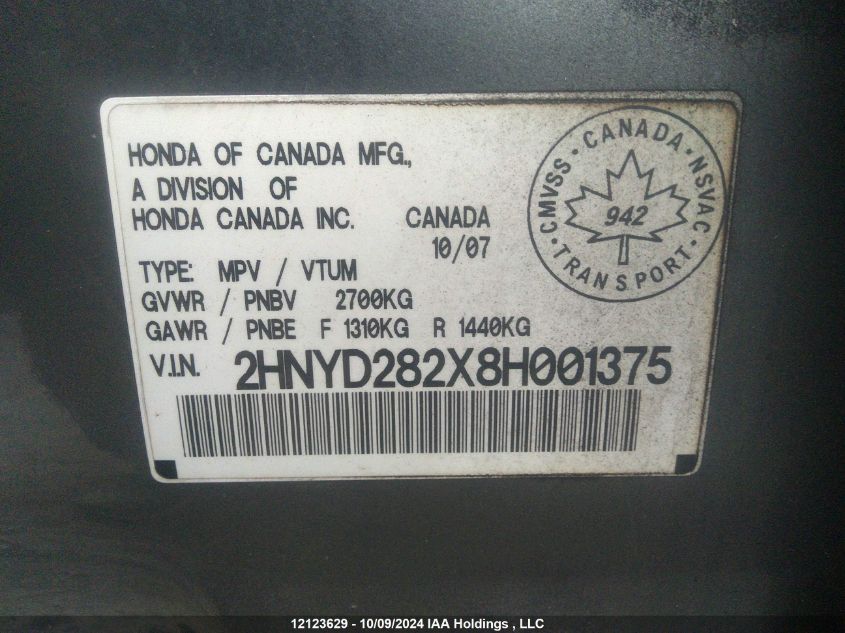 HONDA OF CANADA MFG.,
A DIVISION OF
HONDA CANADA INC. CANADA
10/07
TYPE: MPV / VTUM
GVWR / PNBV 2700KG
GAWR / PNBE F 1310KG R 1440KG
V.I.N. 2HNYD282X8H001375
CMVSS · CANADA · NSVAC
942
· TRANSPORT ·
12123629 - 10/09/2024 IAA Holdings , LLC